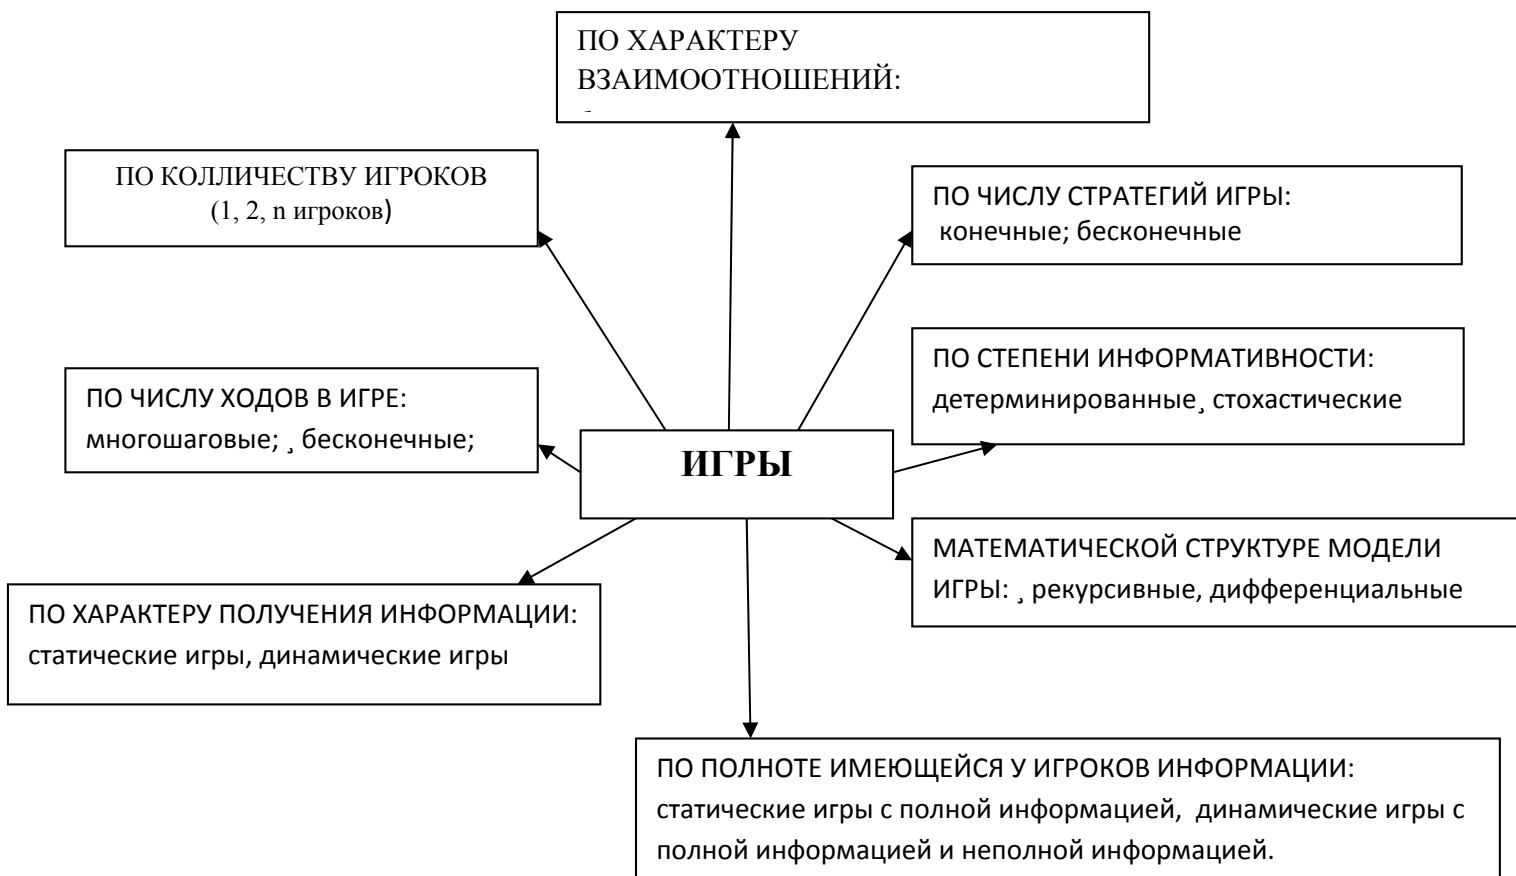 ПО ХАРАКТЕРУ
ВЗАИМООТНОШЕНИЙ:
ПО КОЛЛИЧЕСТВУ ИГРОКОВ
(1, 2, n игроков)
ПО ЧИСЛУ СТРАТЕГИЙ ИГРЫ:
конечные; бесконечные
ПО СТЕПЕНИ ИНФОРМАТИВНОСТИ:
детерминированные¸ стохастические
ПО ЧИСЛУ ХОДОВ В ИГРЕ:
многошаговые; ¸ бесконечные;
ИГРЫ
МАТЕМАТИЧЕСКОЙ СТРУКТУРЕ МОДЕЛИ
ИГРЫ: ¸ рекурсивные, дифференциальные
ПО ХАРАКТЕРУ ПОЛУЧЕНИЯ ИНФОРМАЦИИ:
статические игры, динамические игры
ПО ПОЛНОТЕ ИМЕЮЩЕЙСЯ У ИГРОКОВ ИНФОРМАЦИИ:
статические игры с полной информацией, динамические игры с
полной информацией и неполной информацией.